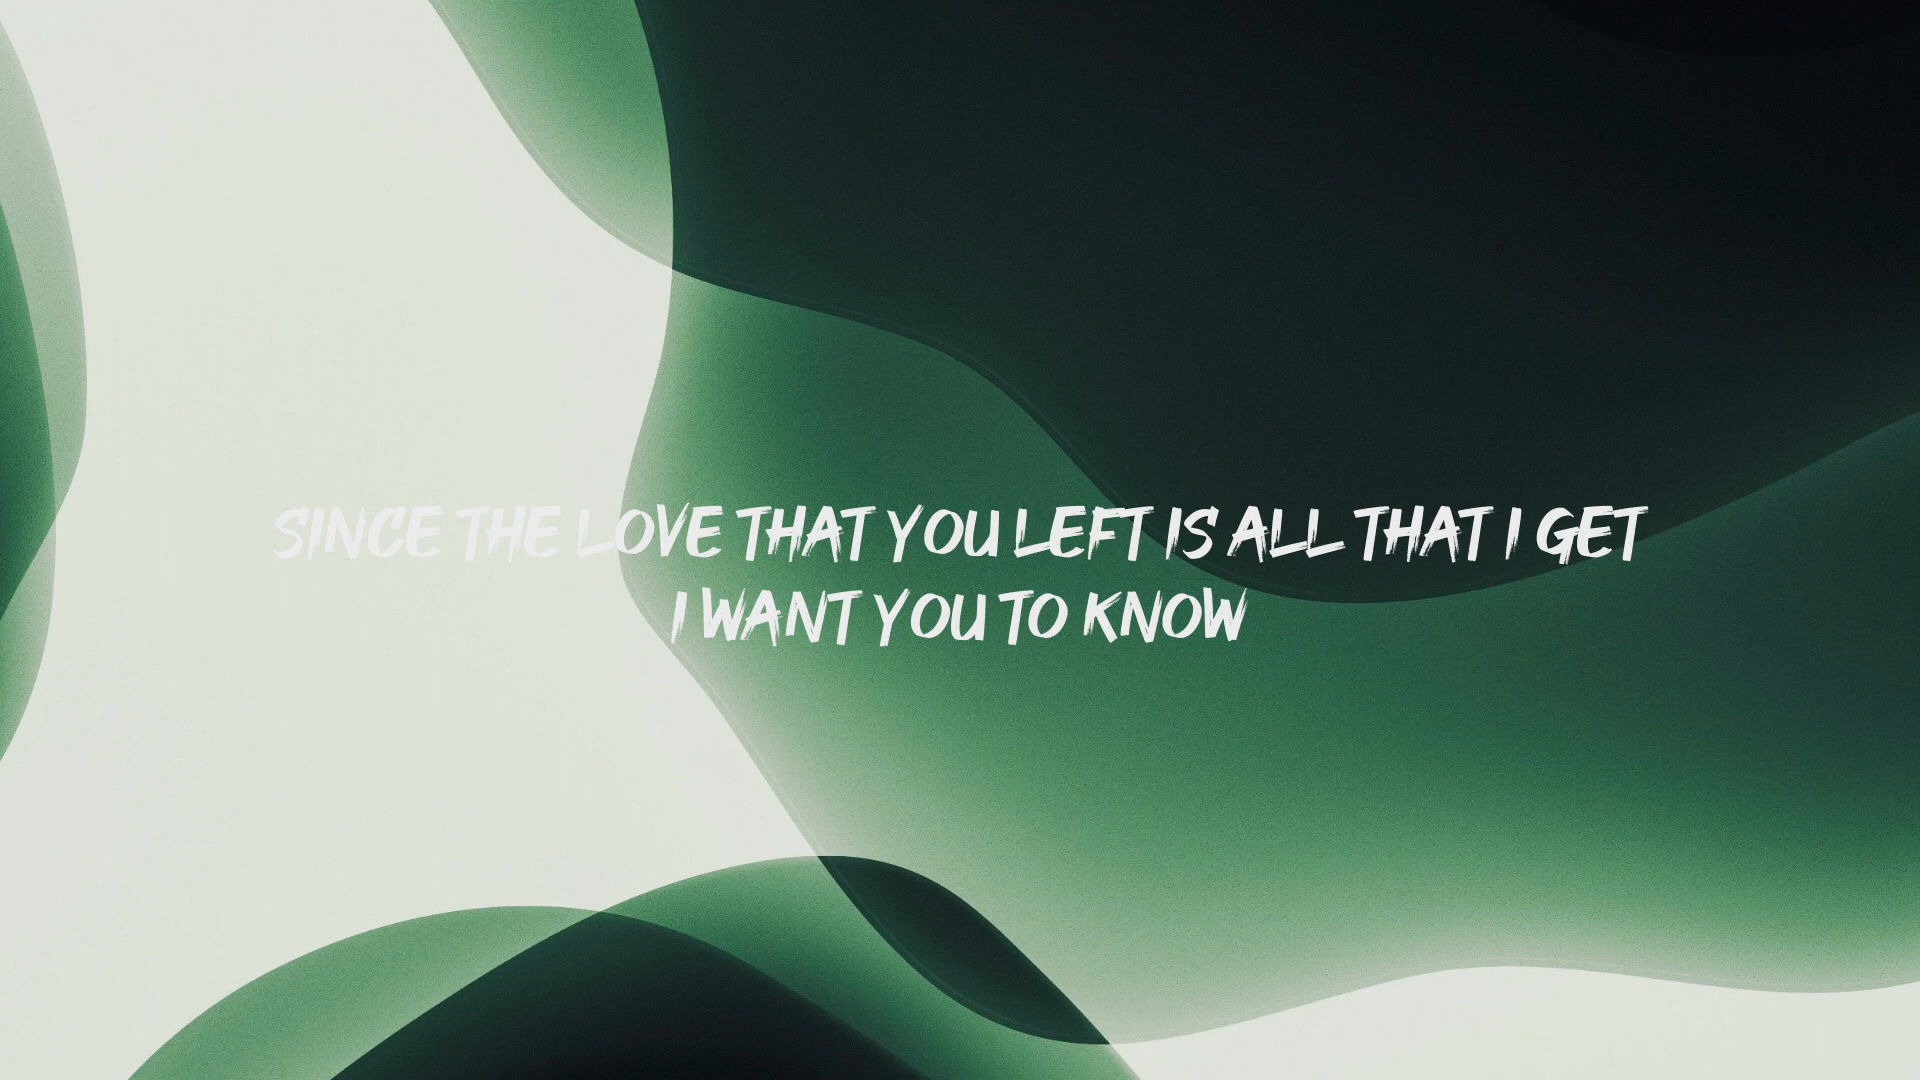 SINCE THE LOVE THAT YOU LEFT IS ALL THAT I GET
I WANT YOU TO KNOW